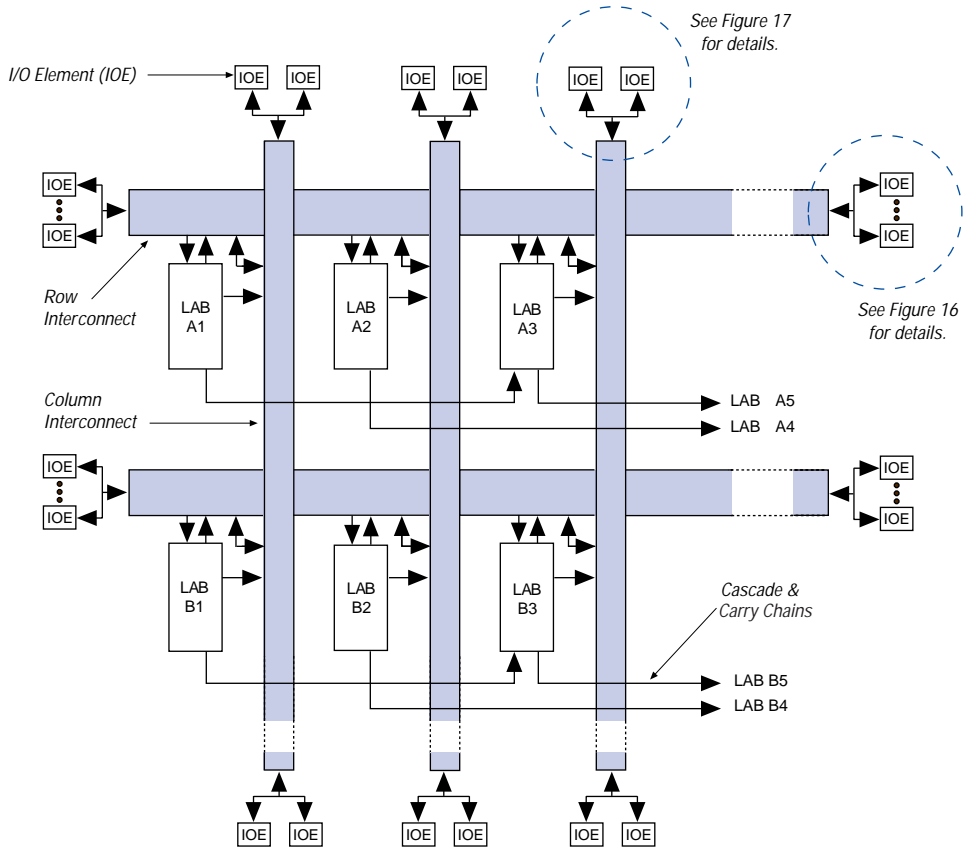 See Figure 17
for details.
I/O Element (IOE)
IOE IOE IOE IOE IOE IOE
IOE IOE
IOE IOE
Row
Interconnect
LAB
A1
LAB
A2
LAB
A3
See Figure 16
for details.
Column
Interconnect
LAB A5
LAB A4
IOE IOE
IOE IOE
LAB
B1
LAB
B2
LAB
B3
Cascade &
Carry Chains
LAB B5
LAB B4
IOE IOE IOE IOE IOE IOE